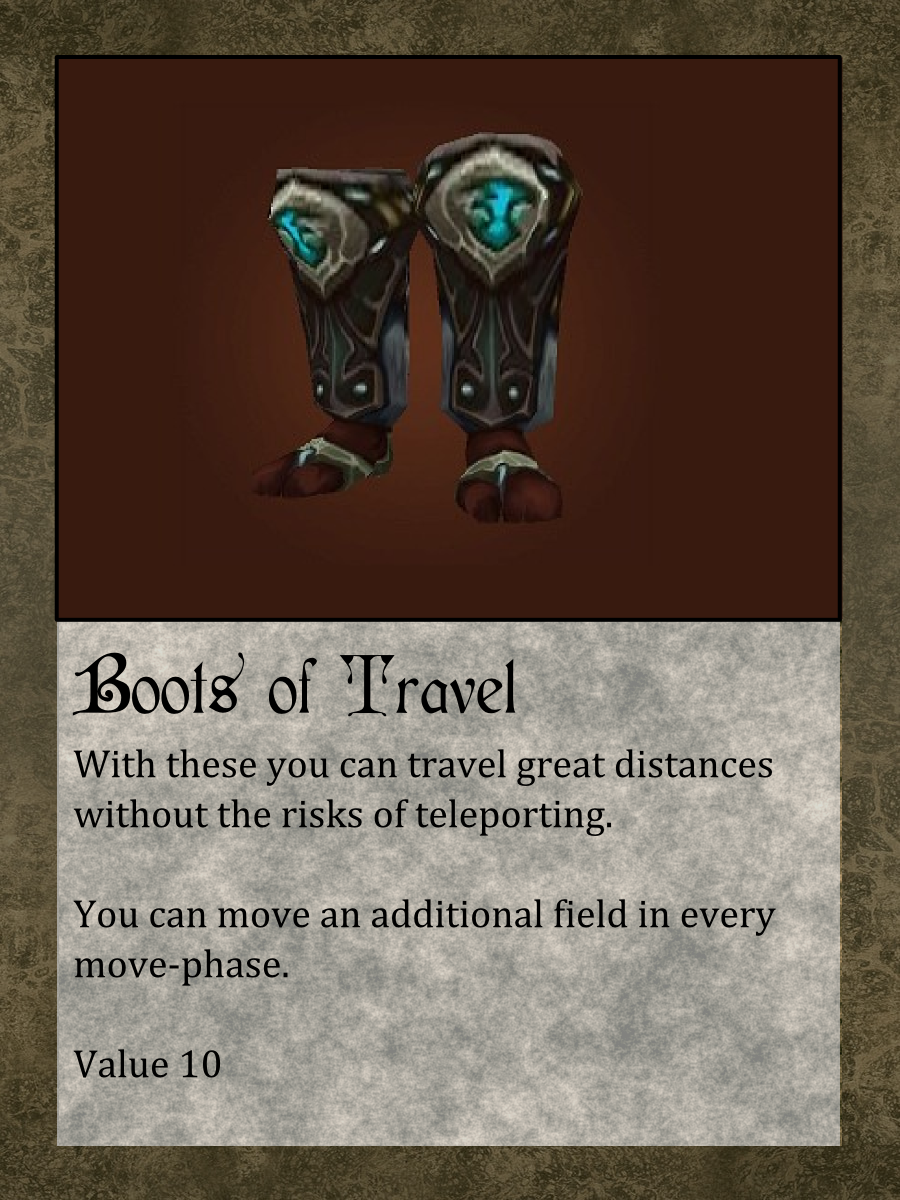 Boots of Travel
With these you can travel great distances
without the risks of teleporting.
You can move an additional field in every
move-phase.
Value 10